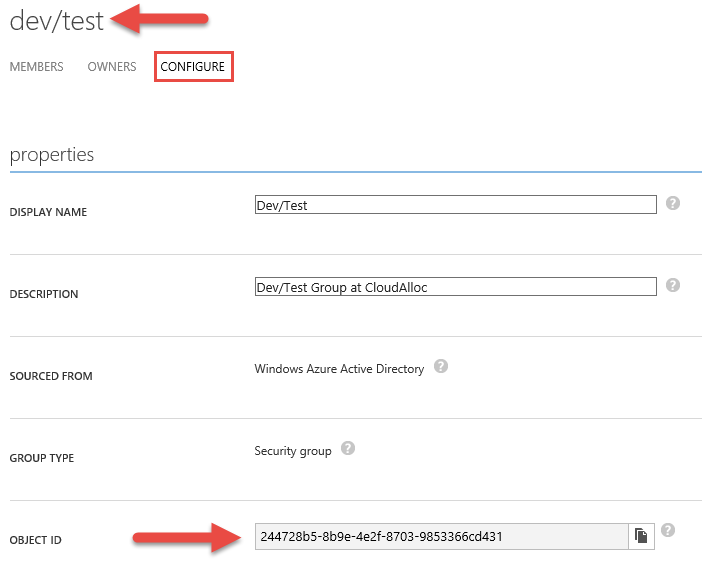 dev/test
MEMBERS OWNERS CONFIGURE
properties
DISPLAY NAME Dev/Test ?
DESCRIPTION Dev/Test Group at CloudAlloc ?
SOURCED FROM Windows Azure Active Directory ?
GROUP TYPE Security group ?
OBJECT ID 244728b5-8b9e-4e2f-8703-9853366cd431 ?